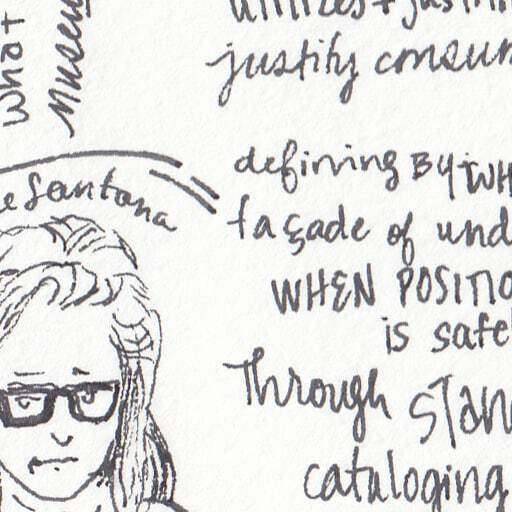 What
museu
e Santana
utilizes + justifi
justify consum
defining BY WH
façade of und
WHEN POSITIO
is safe
Through STAN
cataloging